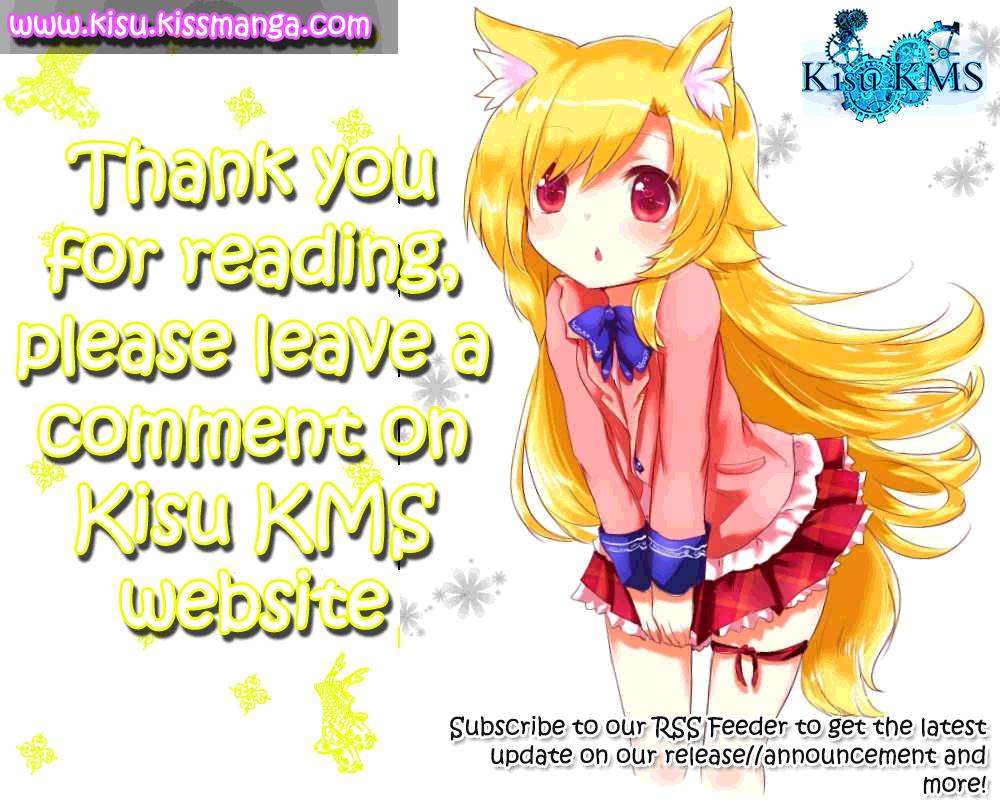 www.kisu.kissmanga.com
Kisu KMS
Thank you
for reading,
please leave a
comment on
Kisu KMS
website
Subscribe to our RSS Feeder to get the latest
update on our release//announcement and
more!